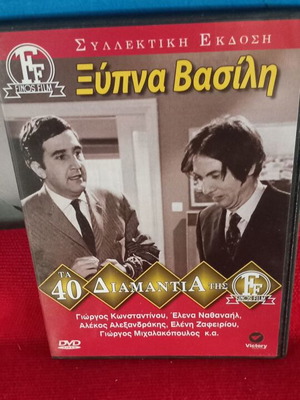 ΣΥΛΛΕΚΤΙΚΗ ΕΚΔΟΣΗ
FF
FINOS FILM
Ξύπνα Βασίλη
ΤΑ
40 ΔΙΑΜΑΝΤΙΑ ΤΗΣ
FF
FINOS FILM
Γιώργος Κωνσταντίνου, Έλενα Ναθαναήλ,
Αλέκος Αλεξανδράκης, Ελένη Ζαφειρίου,
Γιώργος Μιχαλακόπουλος κ.α.
DVD
Victory